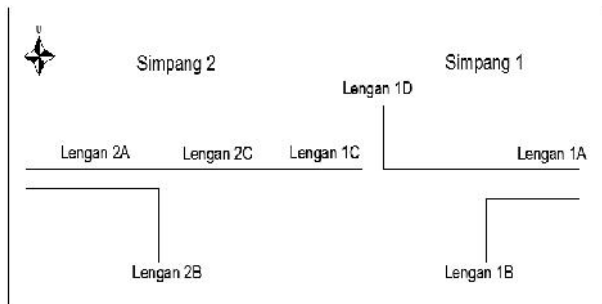 U
Simpang 2
Simpang 1
Lengan 1D
Lengan 2A
Lengan 2C
Lengan 1C
Lengan 1A
Lengan 2B
Lengan 1B